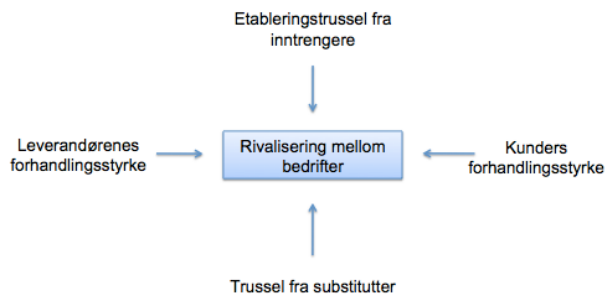 Etableringstrussel fra
inntrengere
Leverandørenes
forhandlingsstyrke
Rivalisering mellom
bedrifter
Kunders
forhandlingsstyrke
Trussel fra substitutter